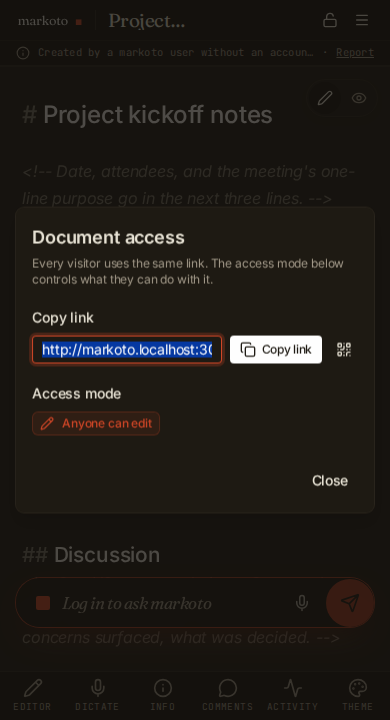 markoto
Project...
Created by a markoto user without an accoun… · Report
# Project kickoff notes
<!-- Date, attendees, and the meeting's one-
line purpose go in the next three lines. -->
Document access
Every visitor uses the same link. The access mode below
controls what they can do with it.
Copy link
http://markoto.localhost:30
Copy link
Access mode
Anyone can edit
Close
## Discussion
Log in to ask markoto
concerns surfaced, what was decided. -->
EDITOR
DICTATE
INFO
COMMENTS
ACTIVITY
THEME